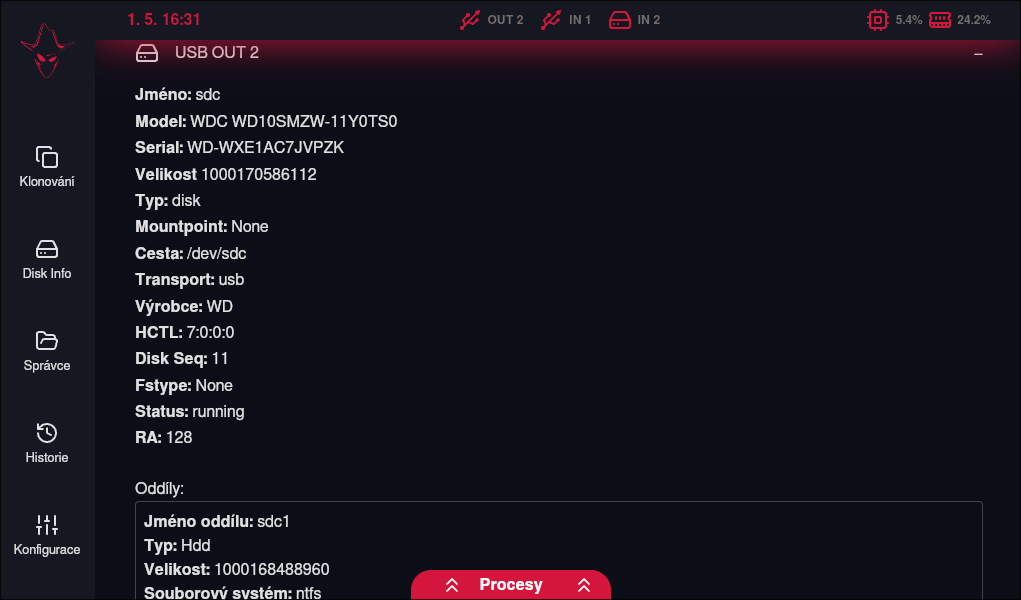 1. 5. 16:31
OUT 2
IN 1
IN 2
5.4%
24.2%
USB OUT 2
Klonování
Disk Info
Správce
Historie
Konfigurace
Jméno: sdc
Model: WDC WD10SMZW-11Y0TS0
Serial: WD-WXE1AC7JVPZK
Velikost 1000170586112
Typ: disk
Mountpoint: None
Cesta: /dev/sdc
Transport: usb
Výrobce: WD
HCTL: 7:0:0:0
Disk Seq: 11
Fstype: None
Status: running
RA: 128
Oddíly:
Jméno oddílu: sdc1
Typ: Hdd
Velikost: 1000168488960
Souborový systém: ntfs
Procesy